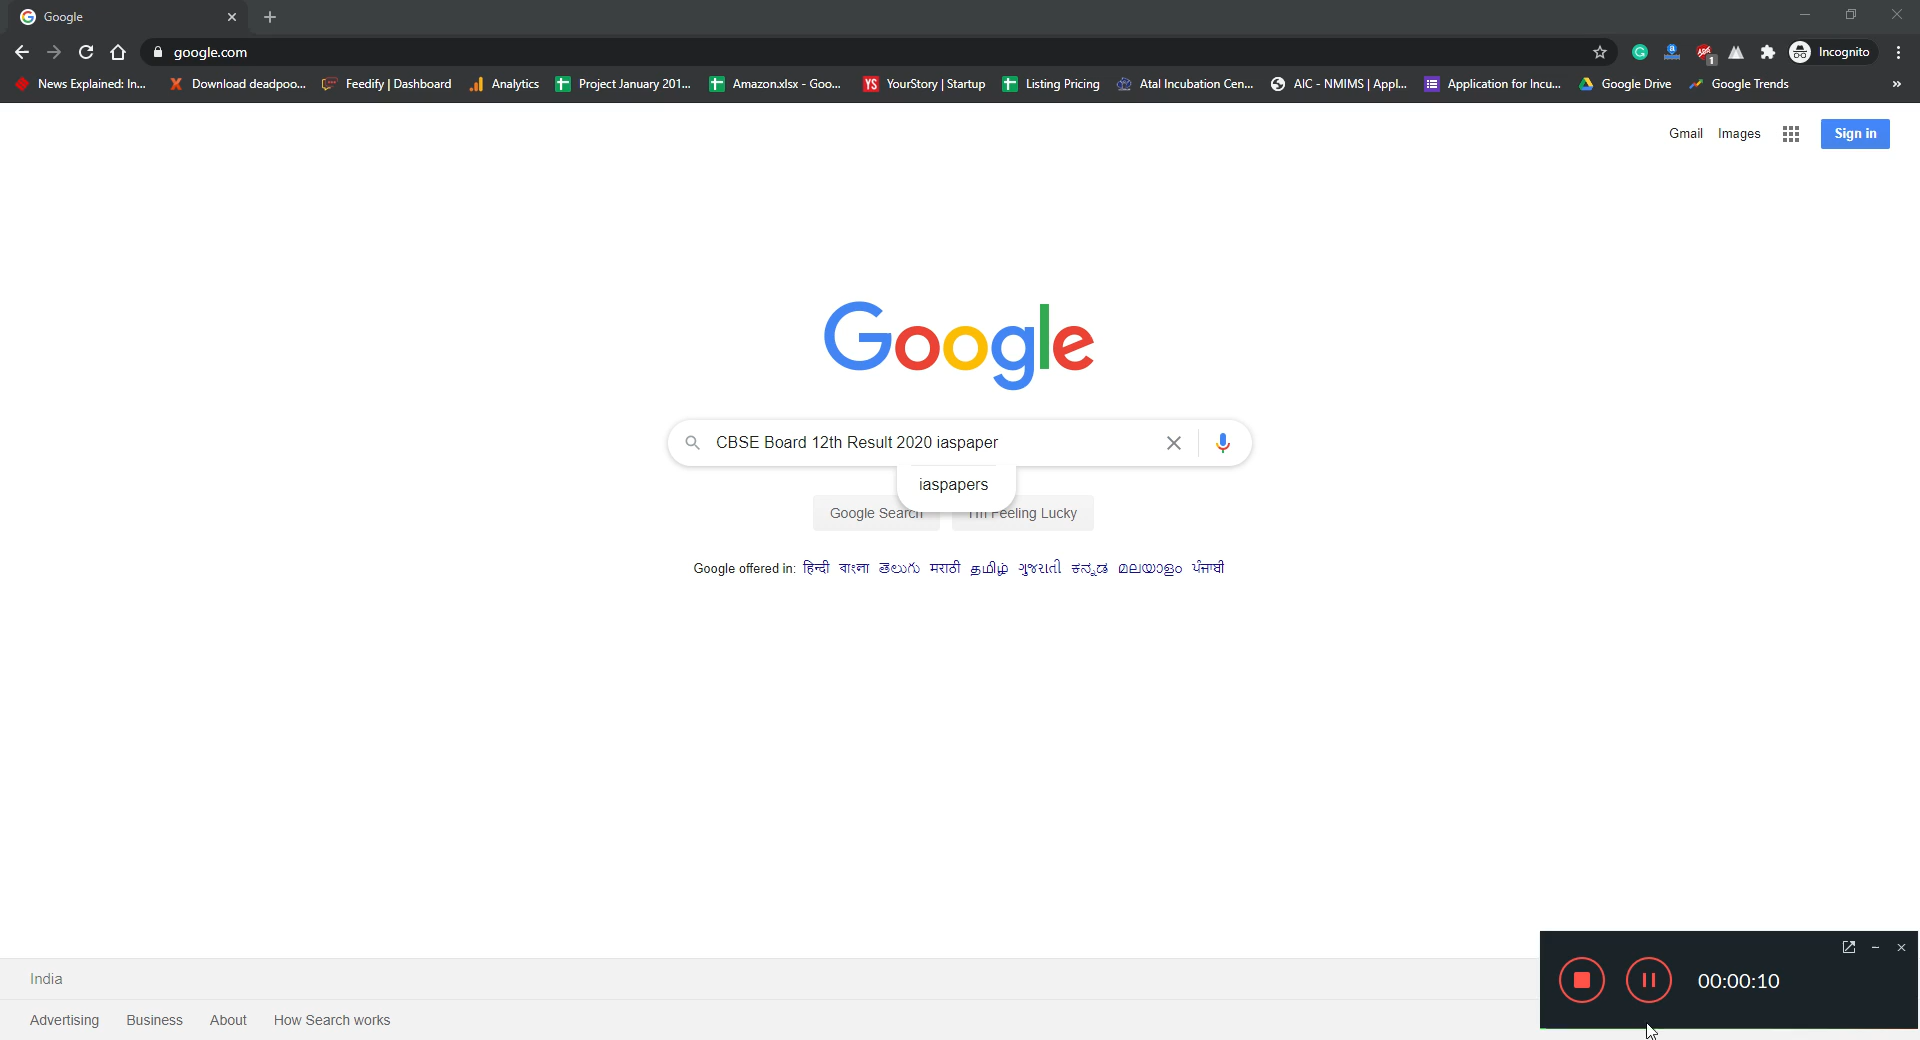 Google
google.com
Incognito
News Explained: In...
Download deadpoo...
Feedify | Dashboard
Analytics
Project January 201...
Amazon.xlsx - Goo...
YS YourStory | Startup
Listing Pricing
Atal Incubation Cen...
AIC - NMIMS | Appl...
Application for Incu...
Google Drive
Google Trends
»
Gmail Images Sign in
Google
CBSE Board 12th Result 2020 iaspaper
iaspapers
Google Search I'm Feeling Lucky
Google offered in: हिन्दी বাংলা తెలుగు मराठी தமிழ் ગુજરાતી ಕನ್ನಡ മലയാളം ਪੰਜਾਬੀ
India
00:00:10
Advertising Business About How Search works